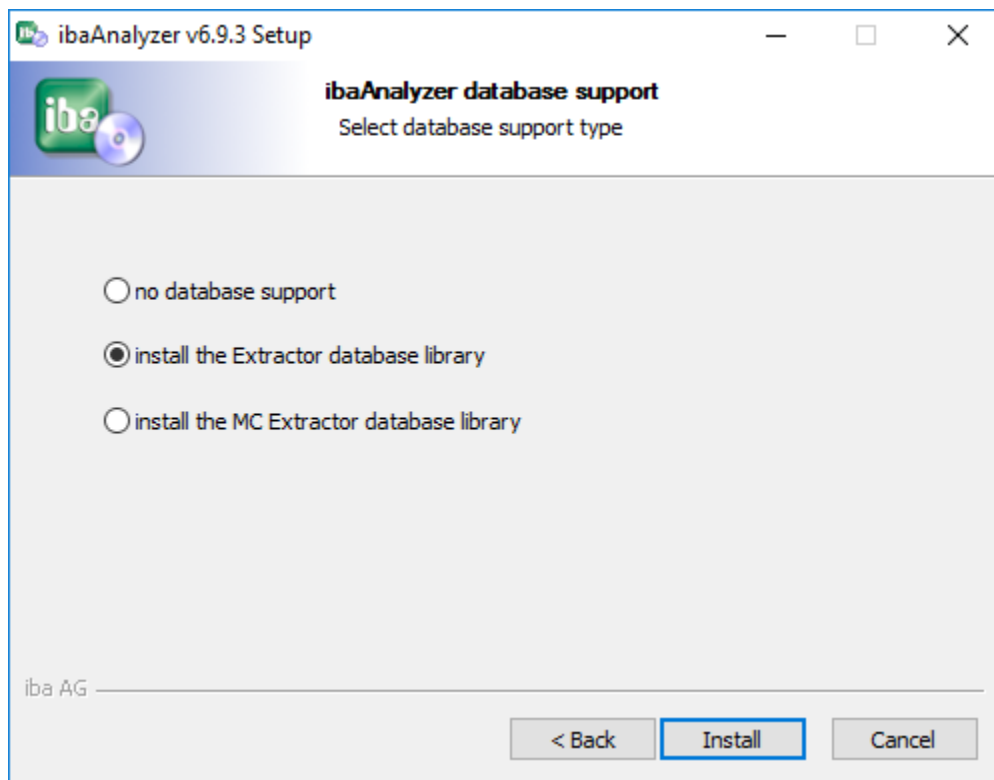 ibaAnalyzer v6.9.3 Setup
iba
ibaAnalyzer database support
Select database support type
no database support
install the Extractor database library
install the MC Extractor database library
iba AG
< Back
Install
Cancel